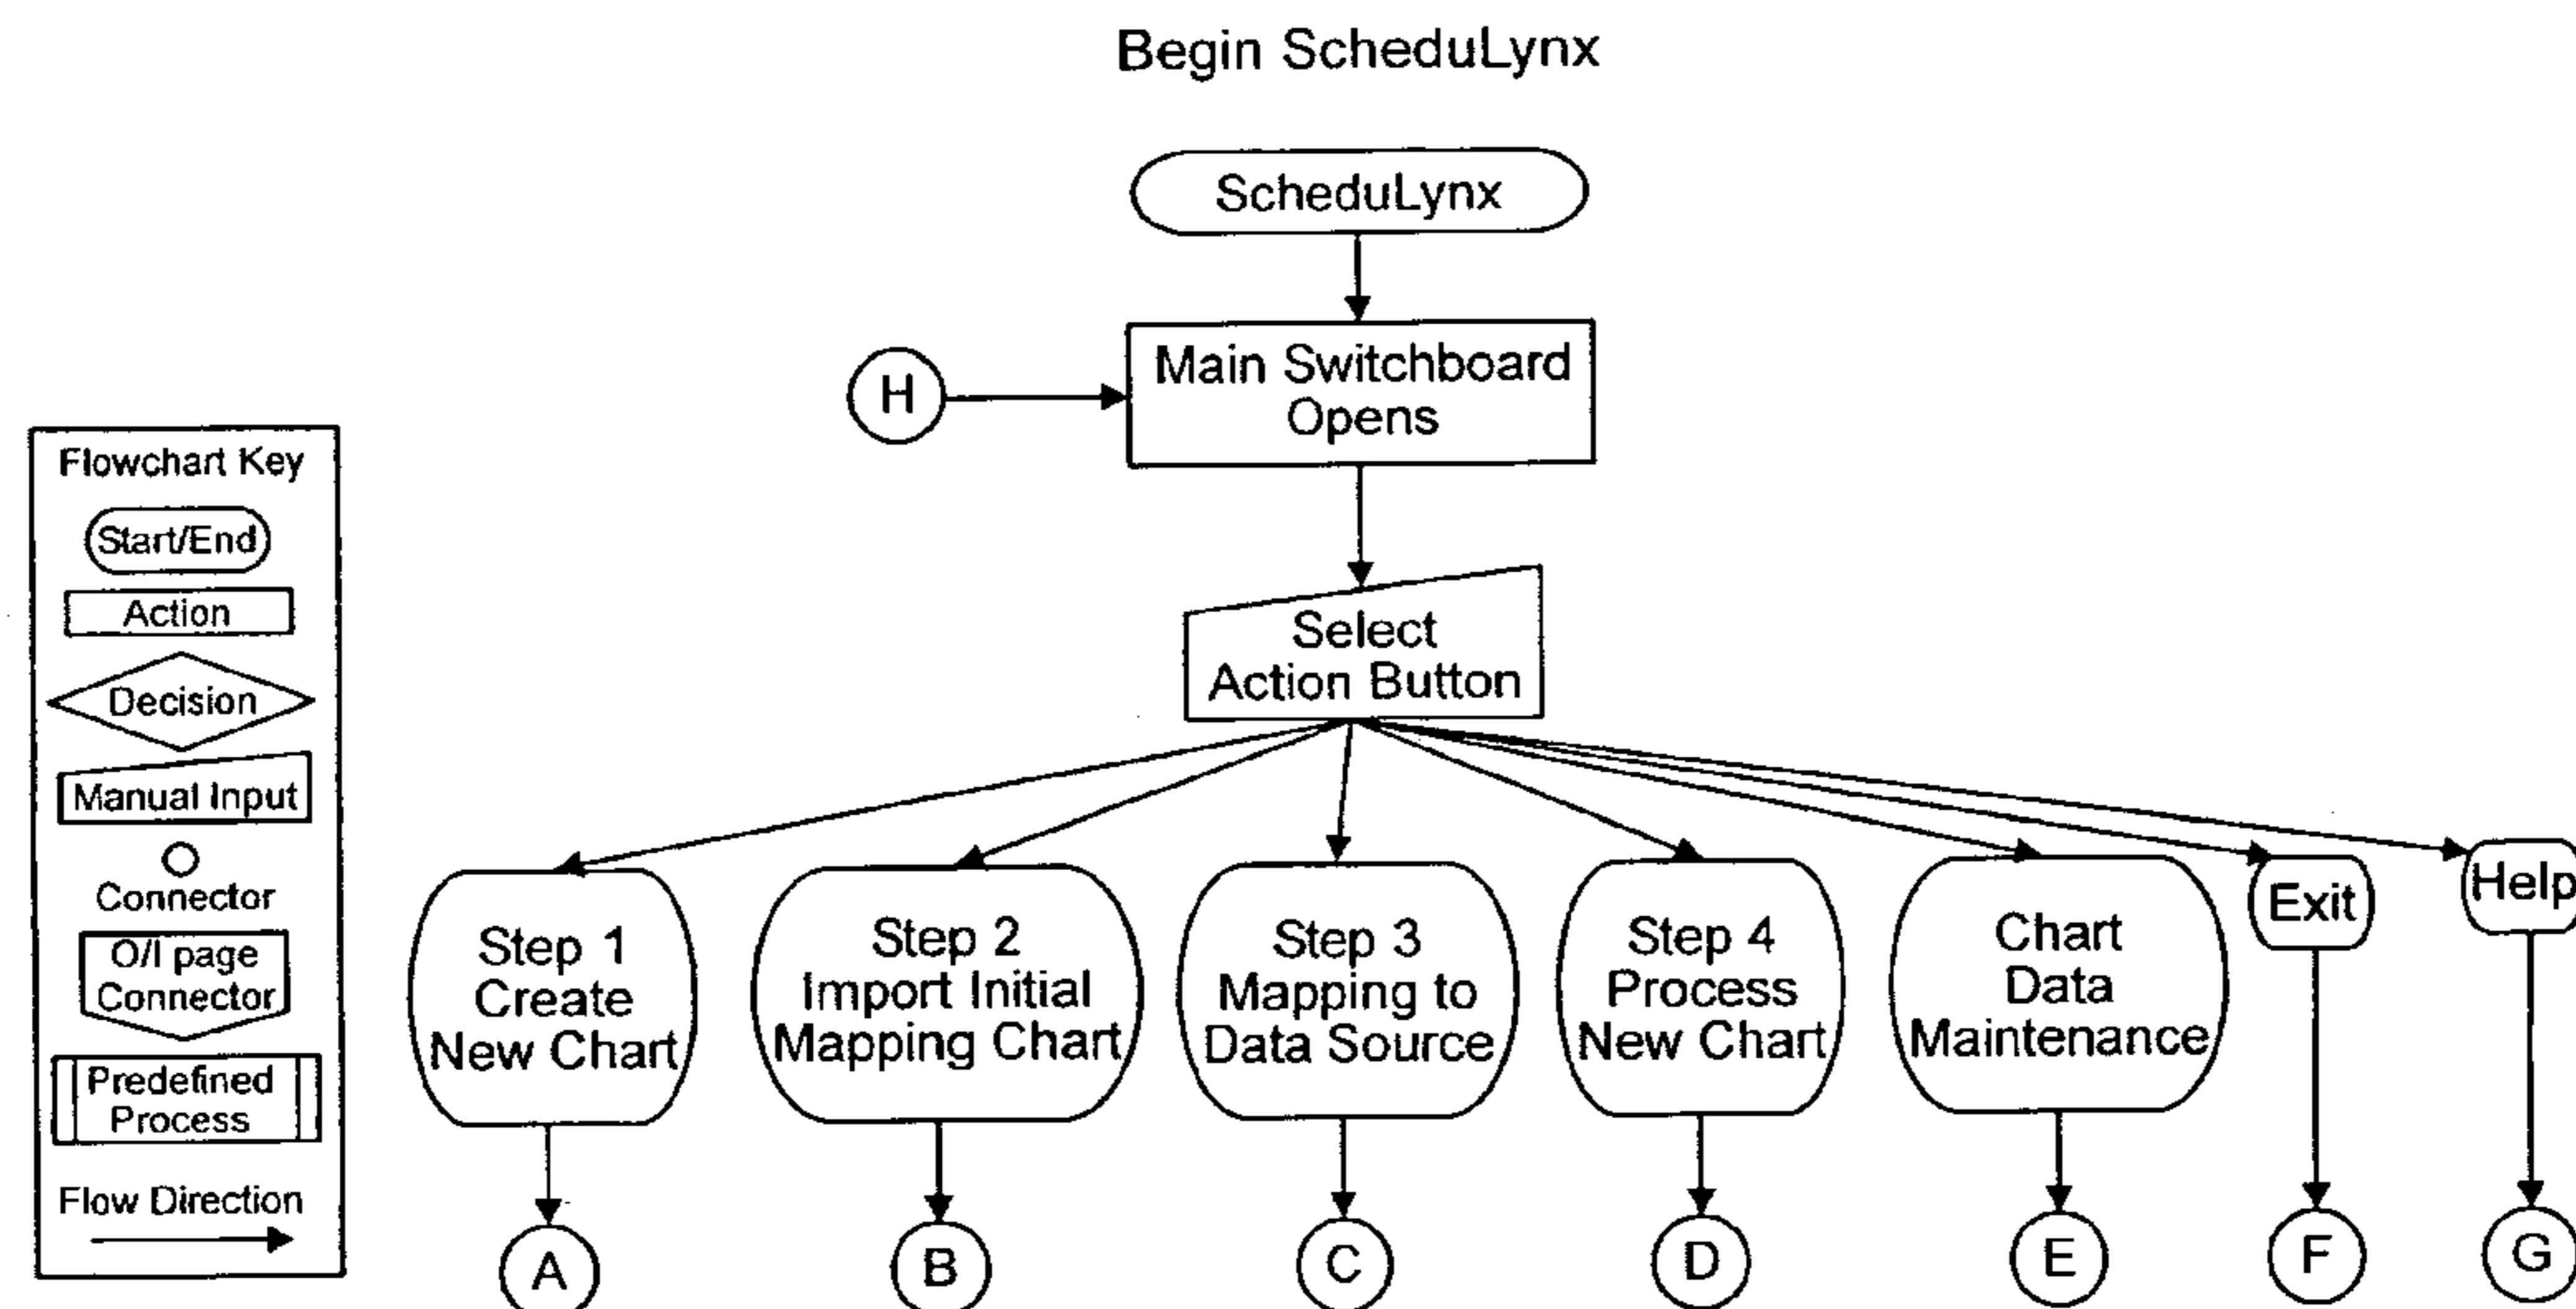 Begin ScheduLynx
ScheduLynx
H
Main Switchboard
Opens
Flowchart Key
Start/End
Action
Decision
Manual Input
Connector
O/I page
Connector
Predefined
Process
Flow Direction
Select
Action Button
Step 1
Create
New Chart
Step 2
Import Initial
Mapping Chart
Step 3
Mapping to
Data Source
Step 4
Process
New Chart
Chart
Data
Maintenance
Exit
Help
A
B
C
D
E
F
G